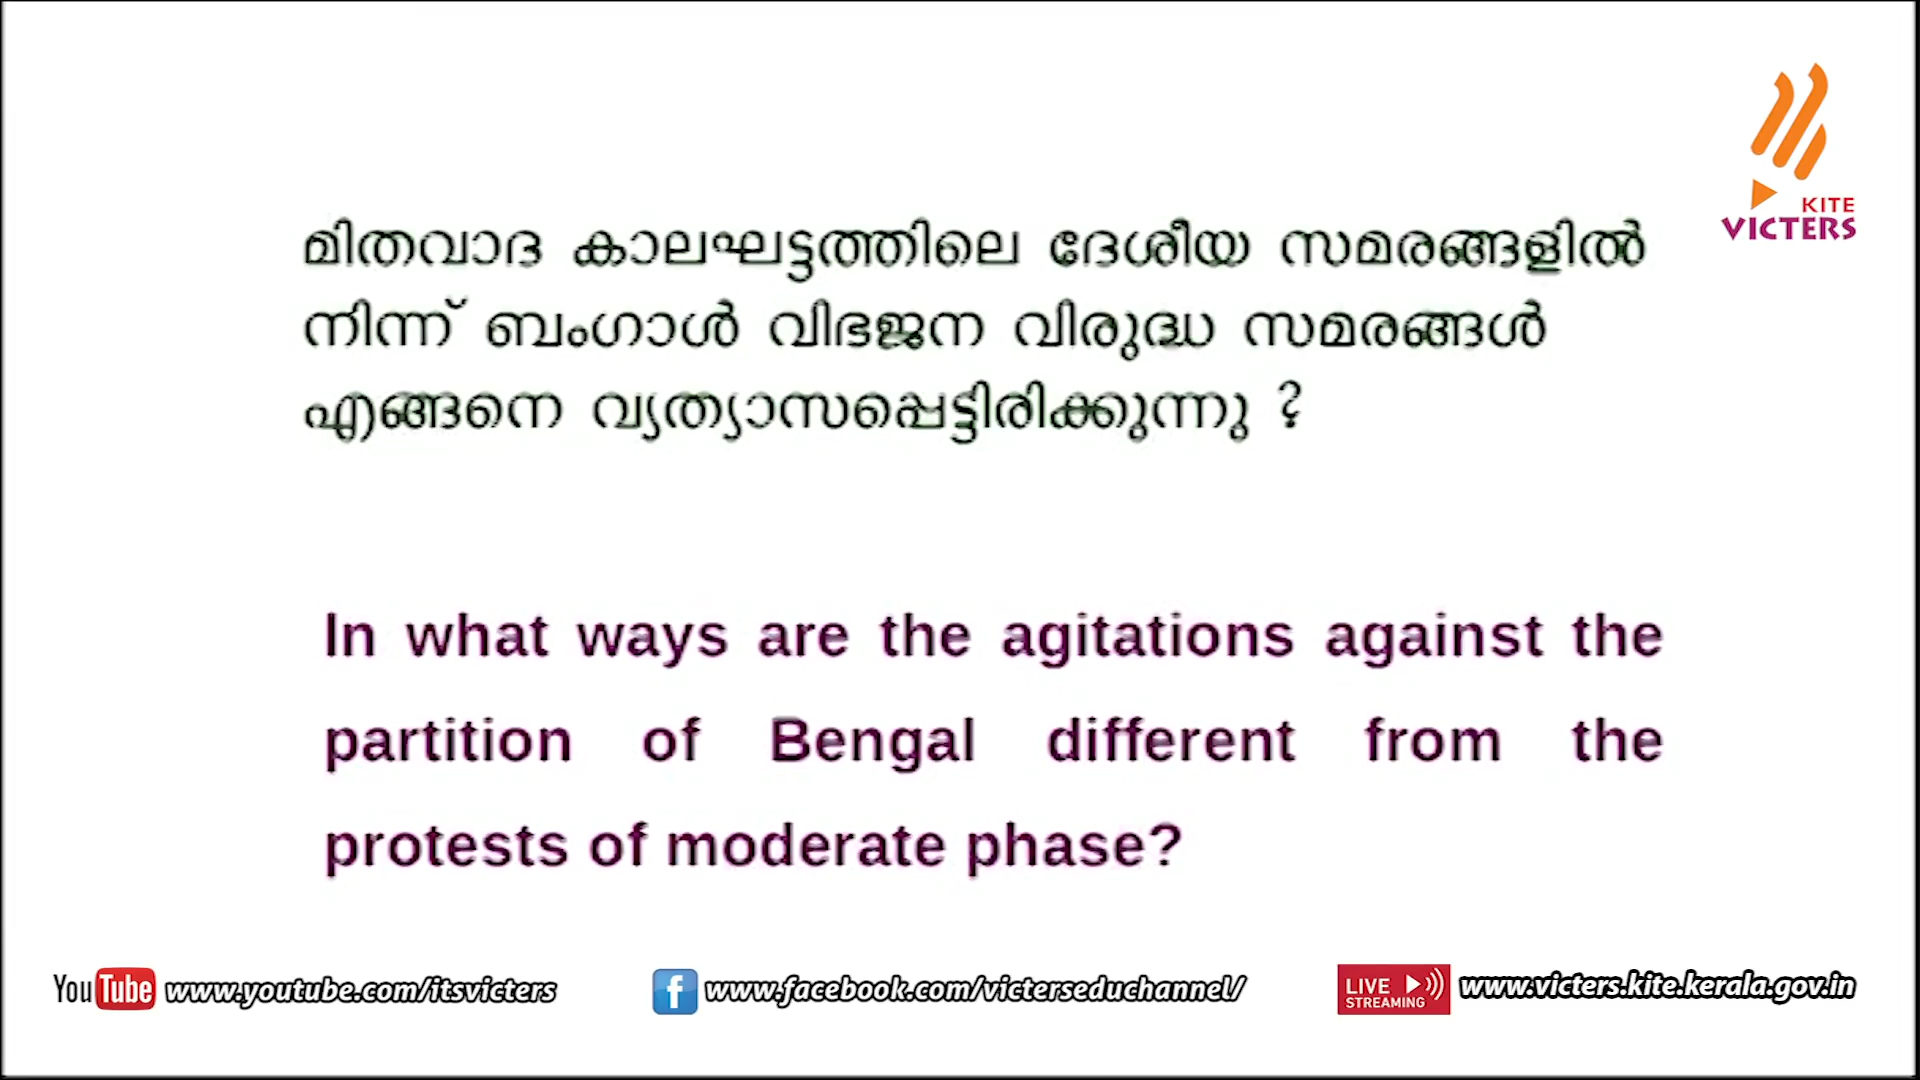 KITE
VICTERS
മിതവാദ കാലഘട്ടത്തിലെ ദേശീയ സമരങ്ങളിൽ
നിന്ന് ബംഗാൾ വിഭജന വിരുദ്ധ സമരങ്ങൾ
എങ്ങനെ വ്യത്യാസപ്പെട്ടിരിക്കുന്നു ?
In what ways are the agitations against the
partition of Bengal different from the
protests of moderate phase?
YouTube www.youtube.com/itsvicters
f www.facebook.com/victerseduchannel/
LIVE STREAMING www.victers.kite.kerala.gov.in